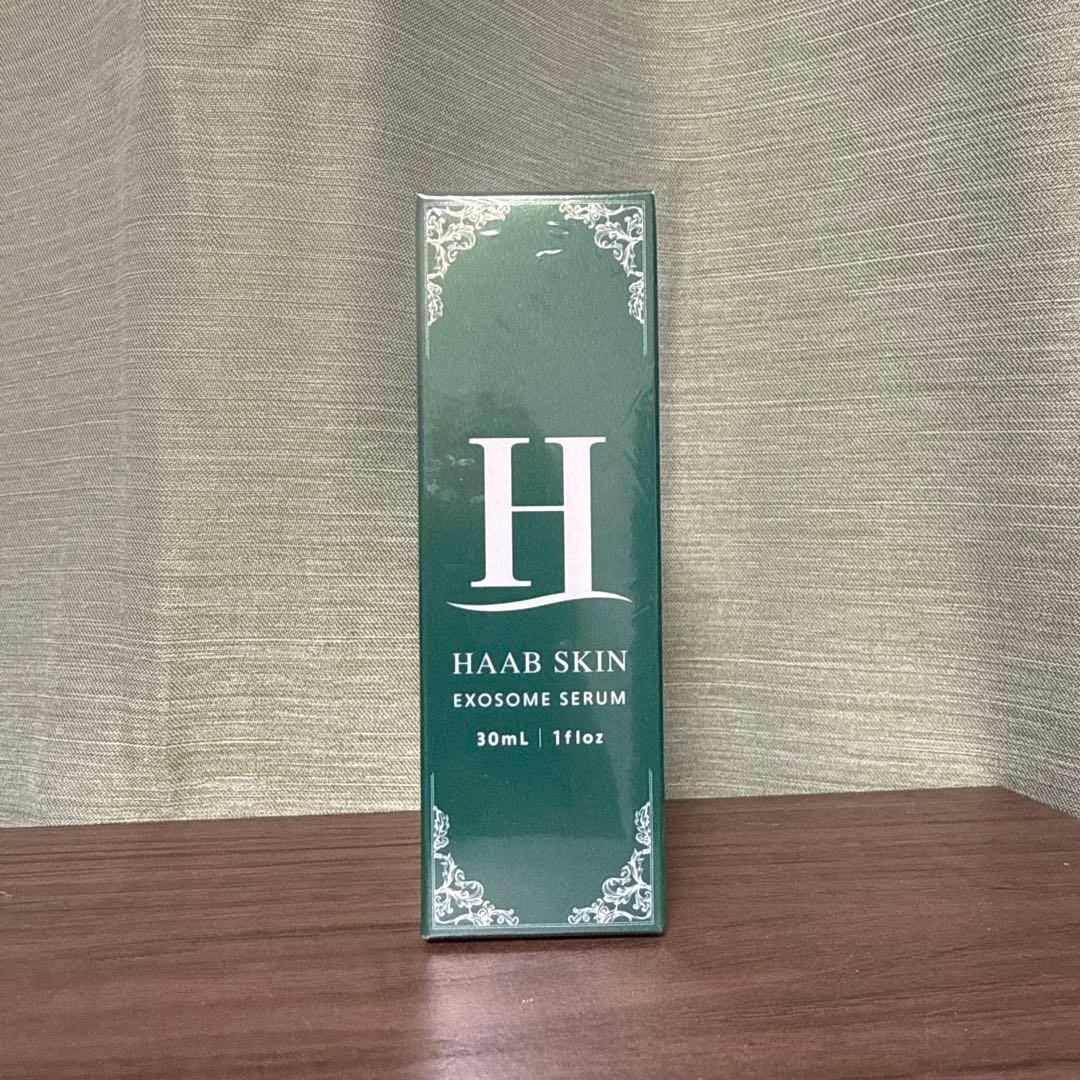 H
HAAB SKIN
EXOSOME SERUM
30mL | 1floz